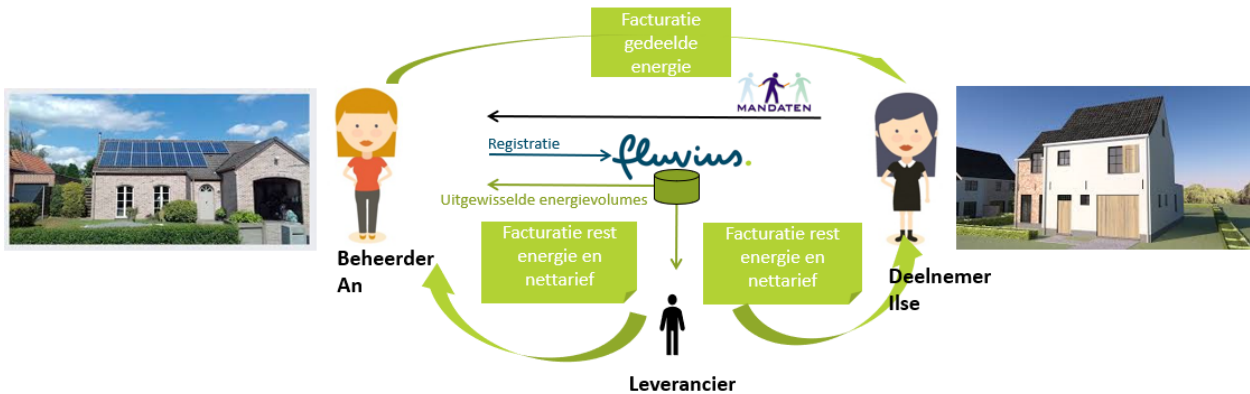 Facturatie
gedeelde
energie
MANDATEN
Registratie
fluvius.
Uitgewisselde energievolumes
Facturatie rest
energie en
nettarief
Facturatie rest
energie en
nettarief
Beheerder
An
Deelnemer
Ilse
Leverancier